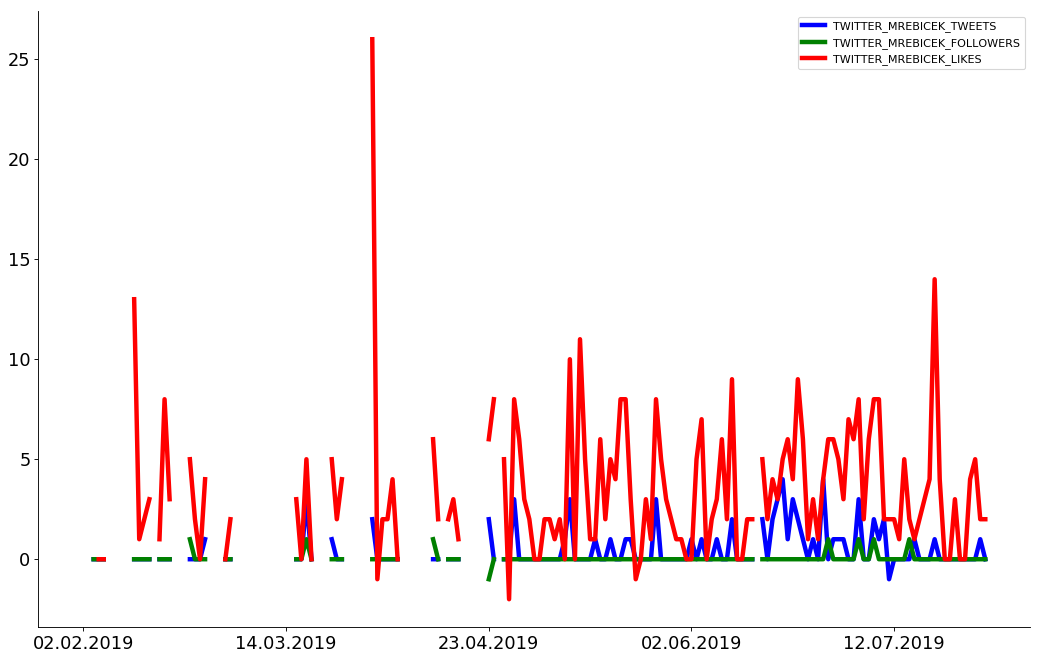 TWITTER_MREBICEK_TWEETS
TWITTER_MREBICEK_FOLLOWERS
TWITTER_MREBICEK_LIKES
25
20
15
10
5
0
02.02.2019 14.03.2019 23.04.2019 02.06.2019 12.07.2019